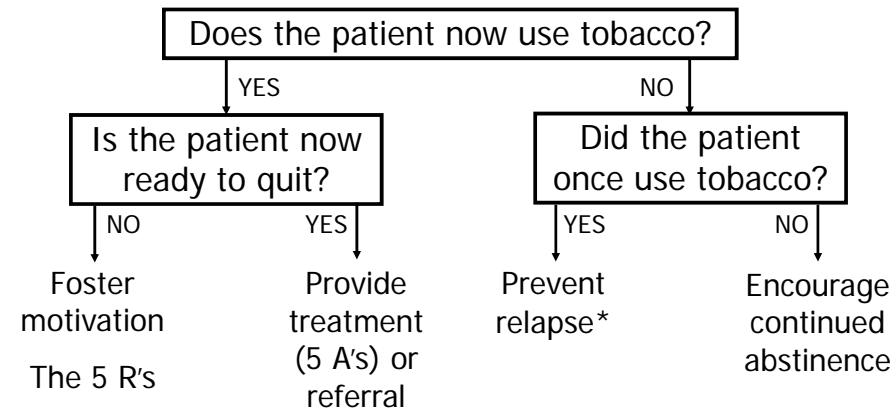 Does the patient now use tobacco?
YES
NO
Is the patient now
ready to quit?
Did the patient
once use tobacco?
NO
YES
YES
NO
Foster
motivation
The 5 R's
Provide
treatment
(5 A's) or
referral
Prevent
relapse*
Encourage
continued
abstinence